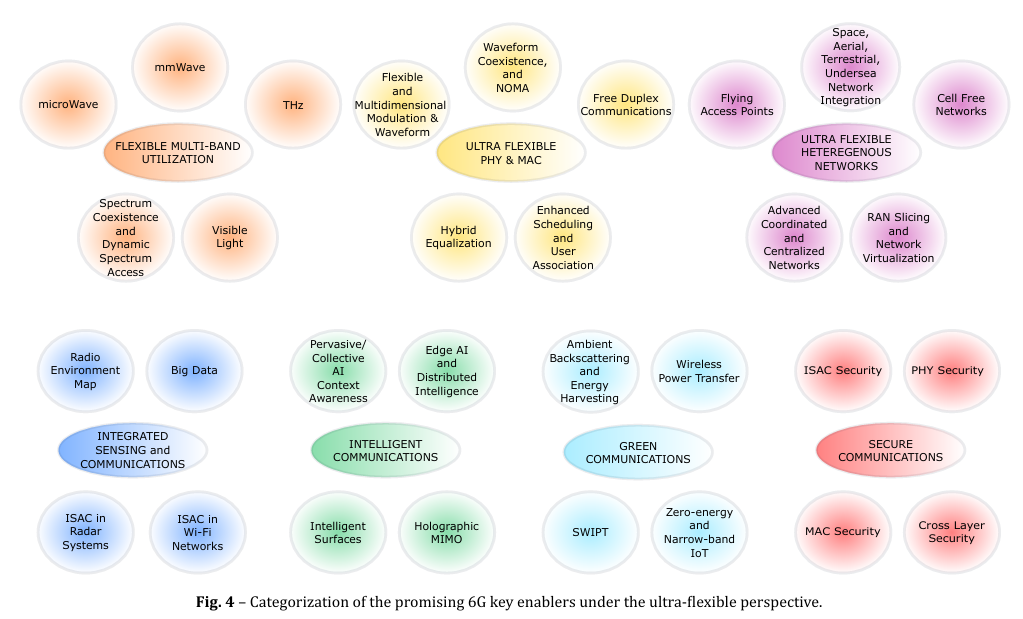 microWave
mmWave
THz
FLEXIBLE MULTI-BAND
UTILIZATION
Spectrum
Coexistence
and
Dynamic
Spectrum
Access
Visible
Light
Flexible
and
Multidimensional
Modulation &
Waveform
Waveform
Coexistence,
and
NOMA
Free Duplex
Communications
ULTRA FLEXIBLE
PHY & MAC
Hybrid
Equalization
Enhanced
Scheduling
and
User
Association
Flying
Access Points
Space,
Aerial,
Terrestrial,
Undersea
Network
Integration
Cell Free
Networks
ULTRA FLEXIBLE
HETEREGENOUS
NETWORKS
Advanced
Coordinated
and
Centralized
Networks
RAN Slicing
and
Network
Virtualization
Radio
Environment
Map
Big Data
INTEGRATED
SENSING and
COMMUNICATIONS
ISAC in
Radar
Systems
ISAC in
Wi-Fi
Networks
Pervasive/
Collective
AI
Context
Awareness
Edge AI
and
Distributed
Intelligence
INTELLIGENT
COMMUNICATIONS
Intelligent
Surfaces
Holographic
MIMO
Ambient
Backscattering
and
Energy
Harvesting
Wireless
Power Transfer
GREEN
COMMUNICATIONS
SWIPT
Zero-energy
and
Narrow-band
IoT
ISAC Security
PHY Security
SECURE
COMMUNICATIONS
MAC Security
Cross Layer
Security
Fig. 4 – Categorization of the promising 6G key enablers under the ultra-flexible perspective.